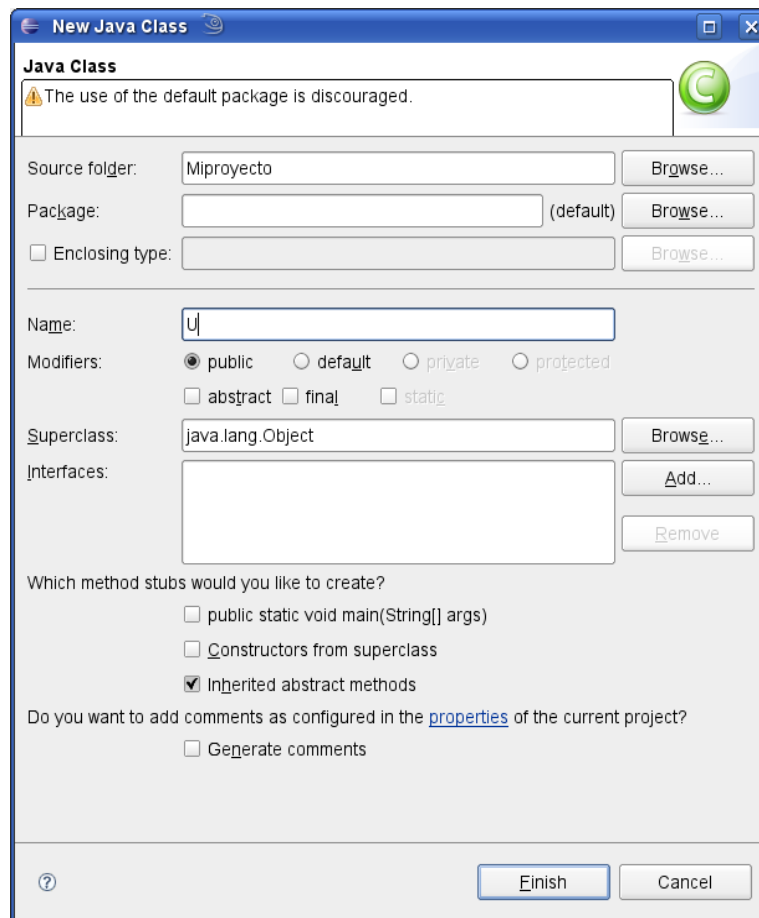 New Java Class
Java Class
The use of the default package is discouraged.
Source folder: Miproyecto Browse...
Package: (default) Browse...
Enclosing type: Browse...
Name: U
Modifiers: public default private protected
abstract final static
Superclass: java.lang.Object Browse...
Interfaces: Add...
Remove
Which method stubs would you like to create?
public static void main(String[] args)
Constructors from superclass
Inherited abstract methods
Do you want to add comments as configured in the properties of the current project?
Generate comments
? Finish Cancel